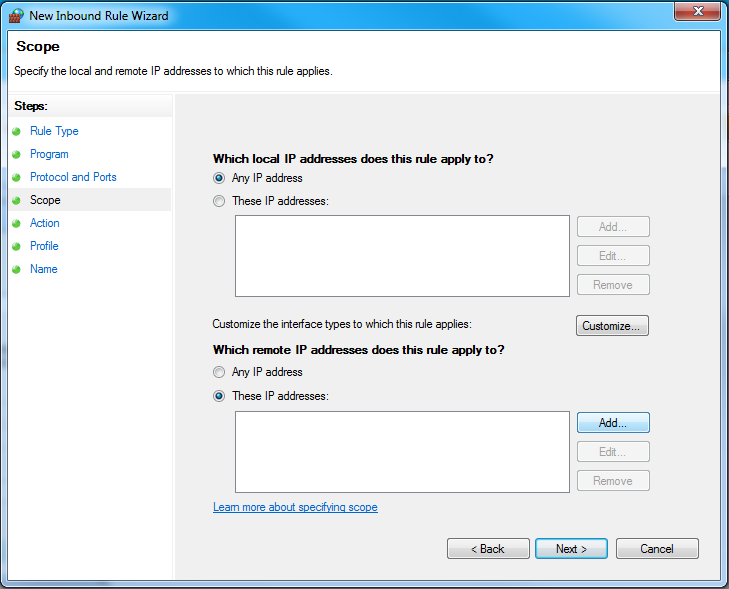 New Inbound Rule Wizard
Scope
Specify the local and remote IP addresses to which this rule applies.
Steps:
Rule Type
Program
Protocol and Ports
Scope
Action
Profile
Name
Which local IP addresses does this rule apply to?
Any IP address
These IP addresses:
Add...
Edit...
Remove
Customize the interface types to which this rule applies:
Customize...
Which remote IP addresses does this rule apply to?
Any IP address
These IP addresses:
Add...
Edit...
Remove
Learn more about specifying scope
< Back
Next >
Cancel